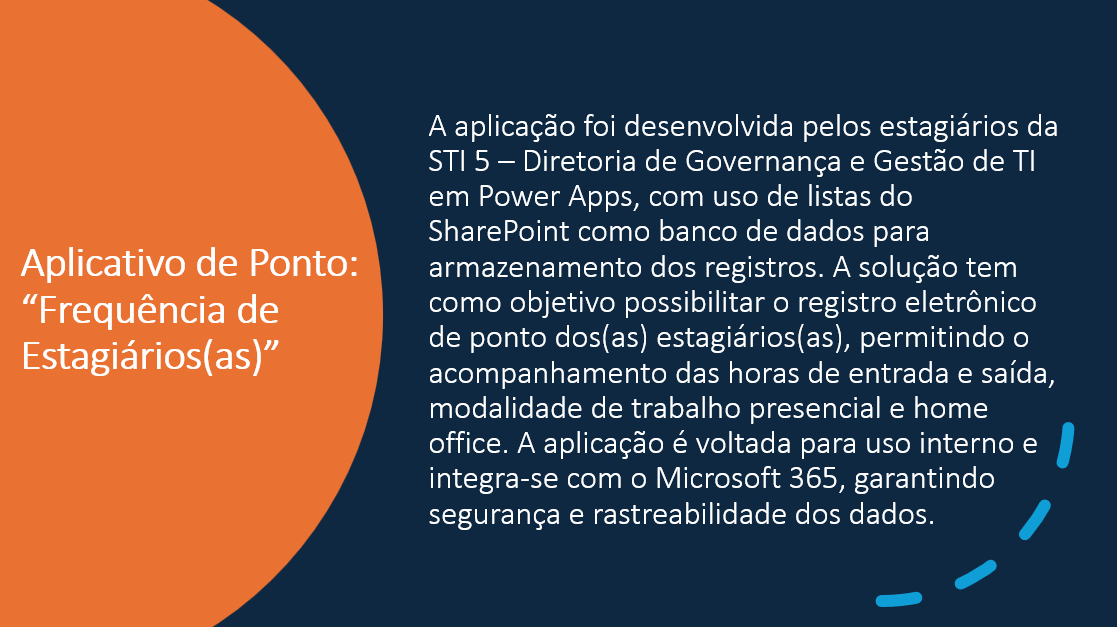 Aplicativo de Ponto:
“Frequência de
Estagiários(as)”
A aplicação foi desenvolvida pelos estagiários da
STI 5 – Diretoria de Governança e Gestão de TI
em Power Apps, com uso de listas do
SharePoint como banco de dados para
armazenamento dos registros. A solução tem
como objetivo possibilitar o registro eletrônico
de ponto dos(as) estagiários(as), permitindo o
acompanhamento das horas de entrada e saída,
modalidade de trabalho presencial e home
office. A aplicação é voltada para uso interno e
integra-se com o Microsoft 365, garantindo
segurança e rastreabilidade dos dados.